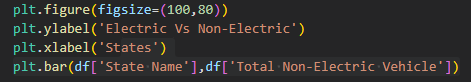 plt.figure(figsize=(100,80))
plt.ylabel('Electric Vs Non-Electric')
plt.xlabel('States')
plt.bar(df['State Name'],df['Total Non-Electric Vehicle'])